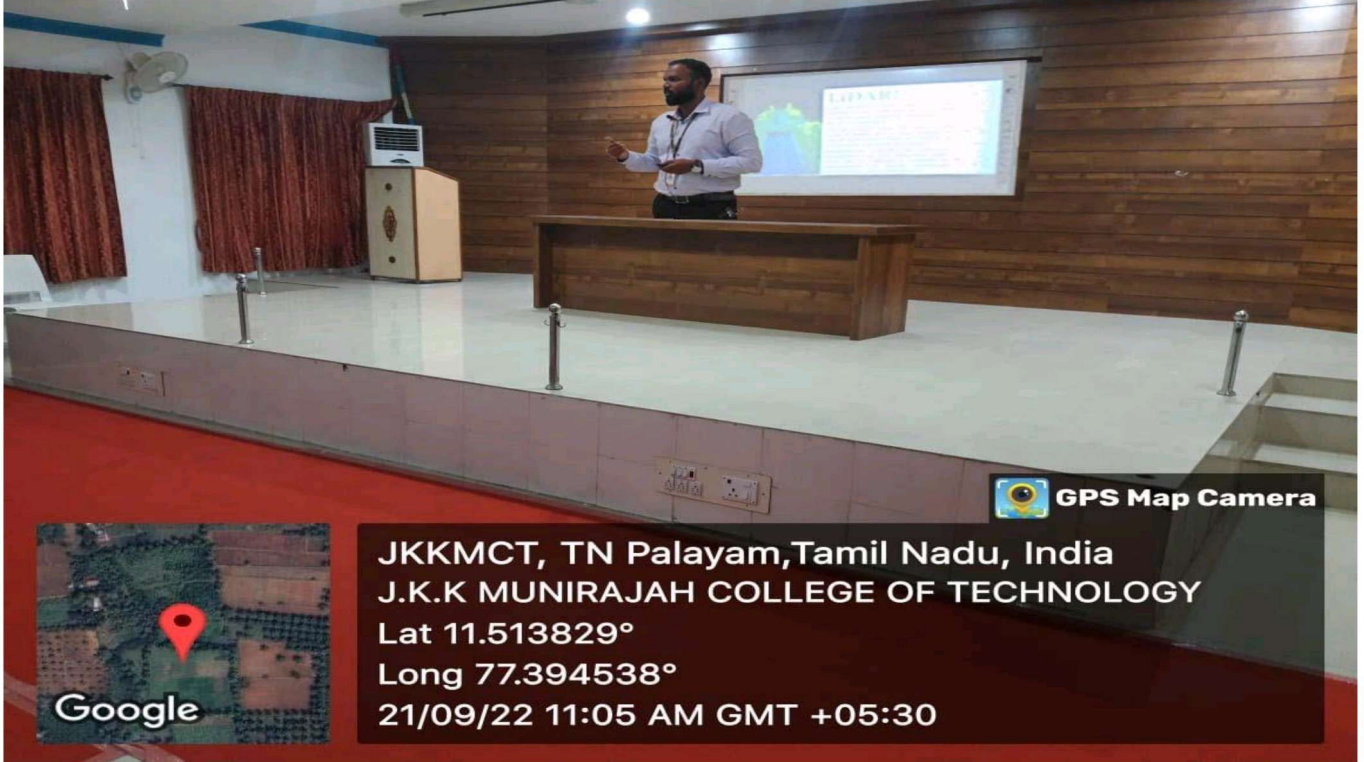 LiDAR:
GPS Map Camera
JKKMCT, TN Palayam,Tamil Nadu, India
J.K.K MUNIRAJAH COLLEGE OF TECHNOLOGY
Lat 11.513829°
Long 77.394538°
21/09/22 11:05 AM GMT +05:30
Google